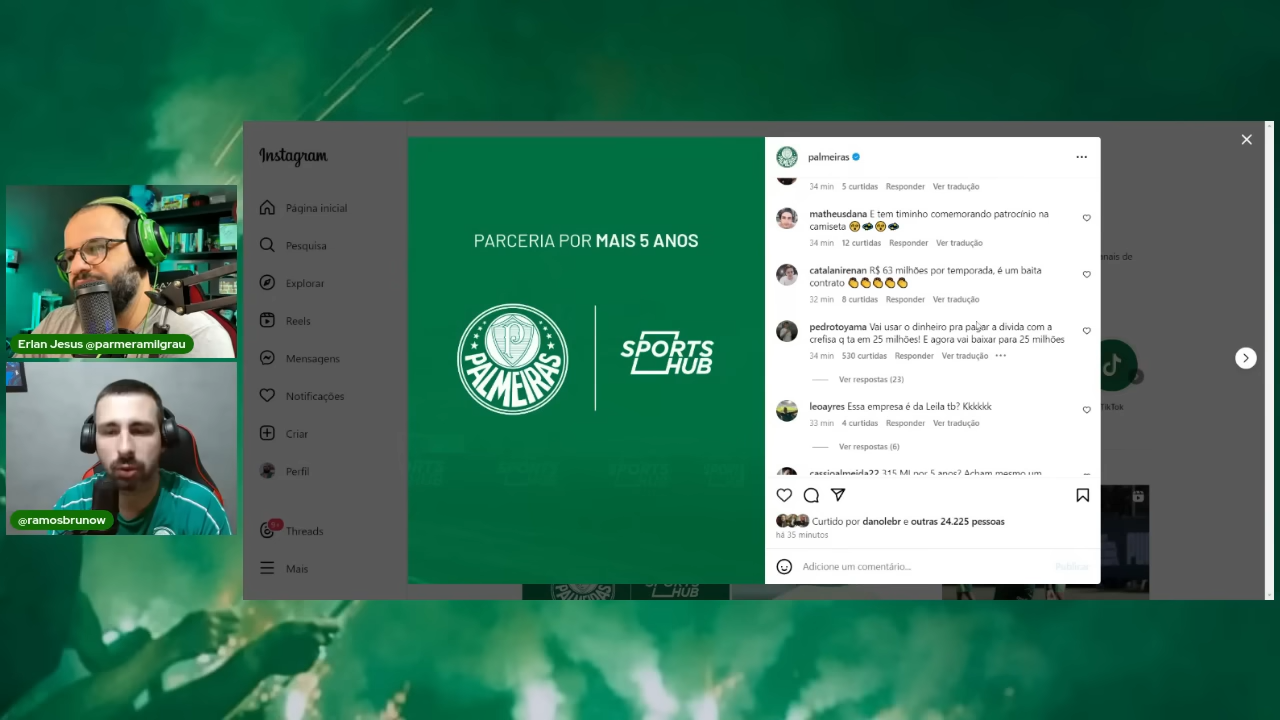 Instagram
Página inicial
Pesquisa
Explorar
Reels
Mensagens
Notificações
Criar
Perfil
Threads
Mais
Erlan Jesus @parmeramilgrau
@ramosbrunow
PARCERIA POR MAIS 5 ANOS
PALMEIRAS
SPORTS
HUB
palmeiras
34 min 5 curtidas Responder Ver tradução
matheusdana E tem timinho comemorando patrocínio na
camiseta
34 min 12 curtidas Responder Ver tradução
catalanirenan R$ 63 milhões por temporada, é um baita
contrato
32 min 8 curtidas Responder Ver tradução
pedrotoyama Vai usar o dinheiro pra pagar a divida com a
crefisa q ta em 25 milhões! E agora vai baixar para 25 milhões
34 min 530 curtidas Responder Ver tradução
Ver respostas (23)
leoayres Essa empresa é da Leila tb? Kkkkkk
33 min 4 curtidas Responder Ver tradução
Ver respostas (6)
cassioalmeida22 315 MI por 5 anos? Acham mesmo um
Curtido por danolebr e outras 24.225 pessoas
há 35 minutos
Adicione um comentário...
Publicar
onais de
TikTok